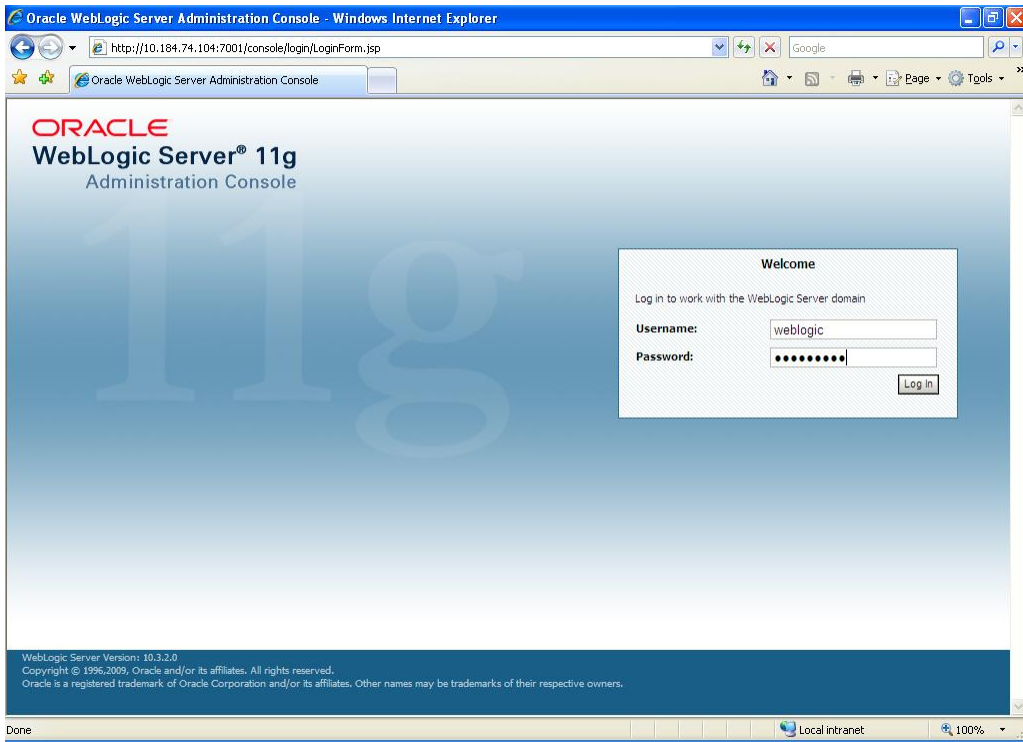 Oracle WebLogic Server Administration Console - Windows Internet Explorer
http://10.184.74.104:7001/console/login/LoginForm.jsp
Google
Oracle WebLogic Server Administration Console
Page
Tools
»
ORACLE
WebLogic Server® 11g
Administration Console
11g
Welcome
Log in to work with the WebLogic Server domain
Username: weblogic
Password: •••••••••
Log In
WebLogic Server Version: 10.3.2.0
Copyright © 1996,2009, Oracle and/or its affiliates. All rights reserved.
Oracle is a registered trademark of Oracle Corporation and/or its affiliates. Other names may be trademarks of their respective owners.
Done
Local intranet
100%